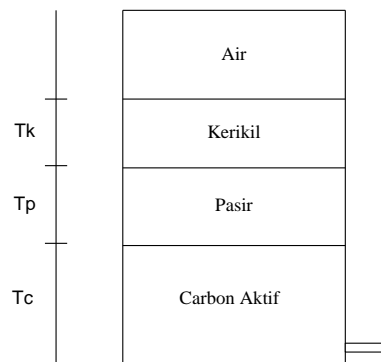 Air
Tk
Kerikil
Tp
Pasir
Tc
Carbon Aktif